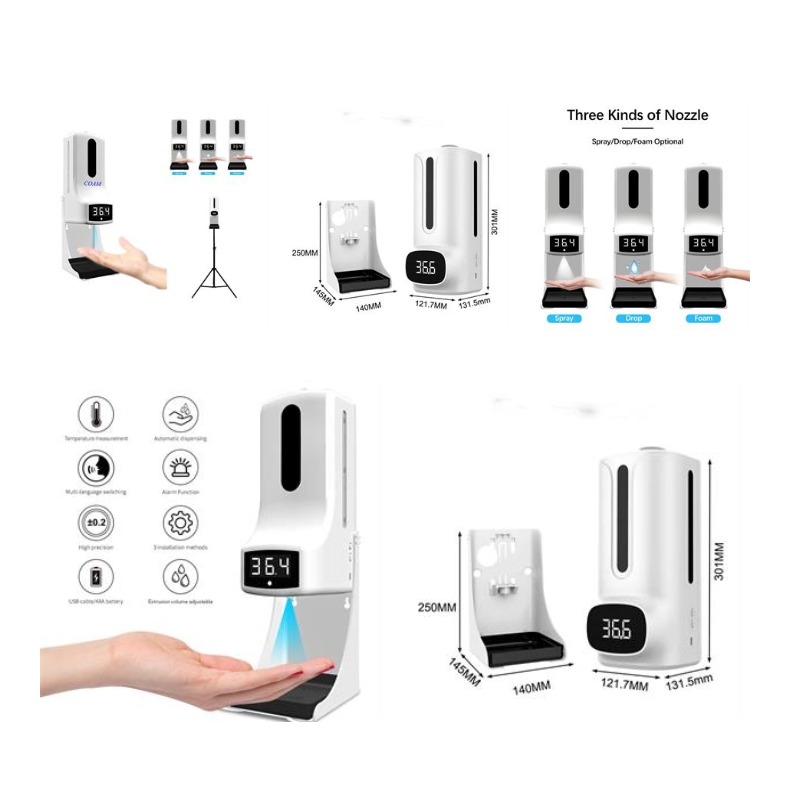 COASE
36.4
Three Kinds of Nozzle
Spray/Drop/Foam Optional
36.4
36.4
36.4
Spray
Drop
Foam
250MM
145MM
140MM
36.6
301MM
121.7MM
131.5mm
Temperature measurement
Automatic dispensing
Multi-language switching
Alarm Function
±0.2
High precision
3 installation methods
USB cable/4AA battery
Extrusion volume adjustable
36.4
250MM
145MM
140MM
36.6
301MM
121.7MM
131.5mm